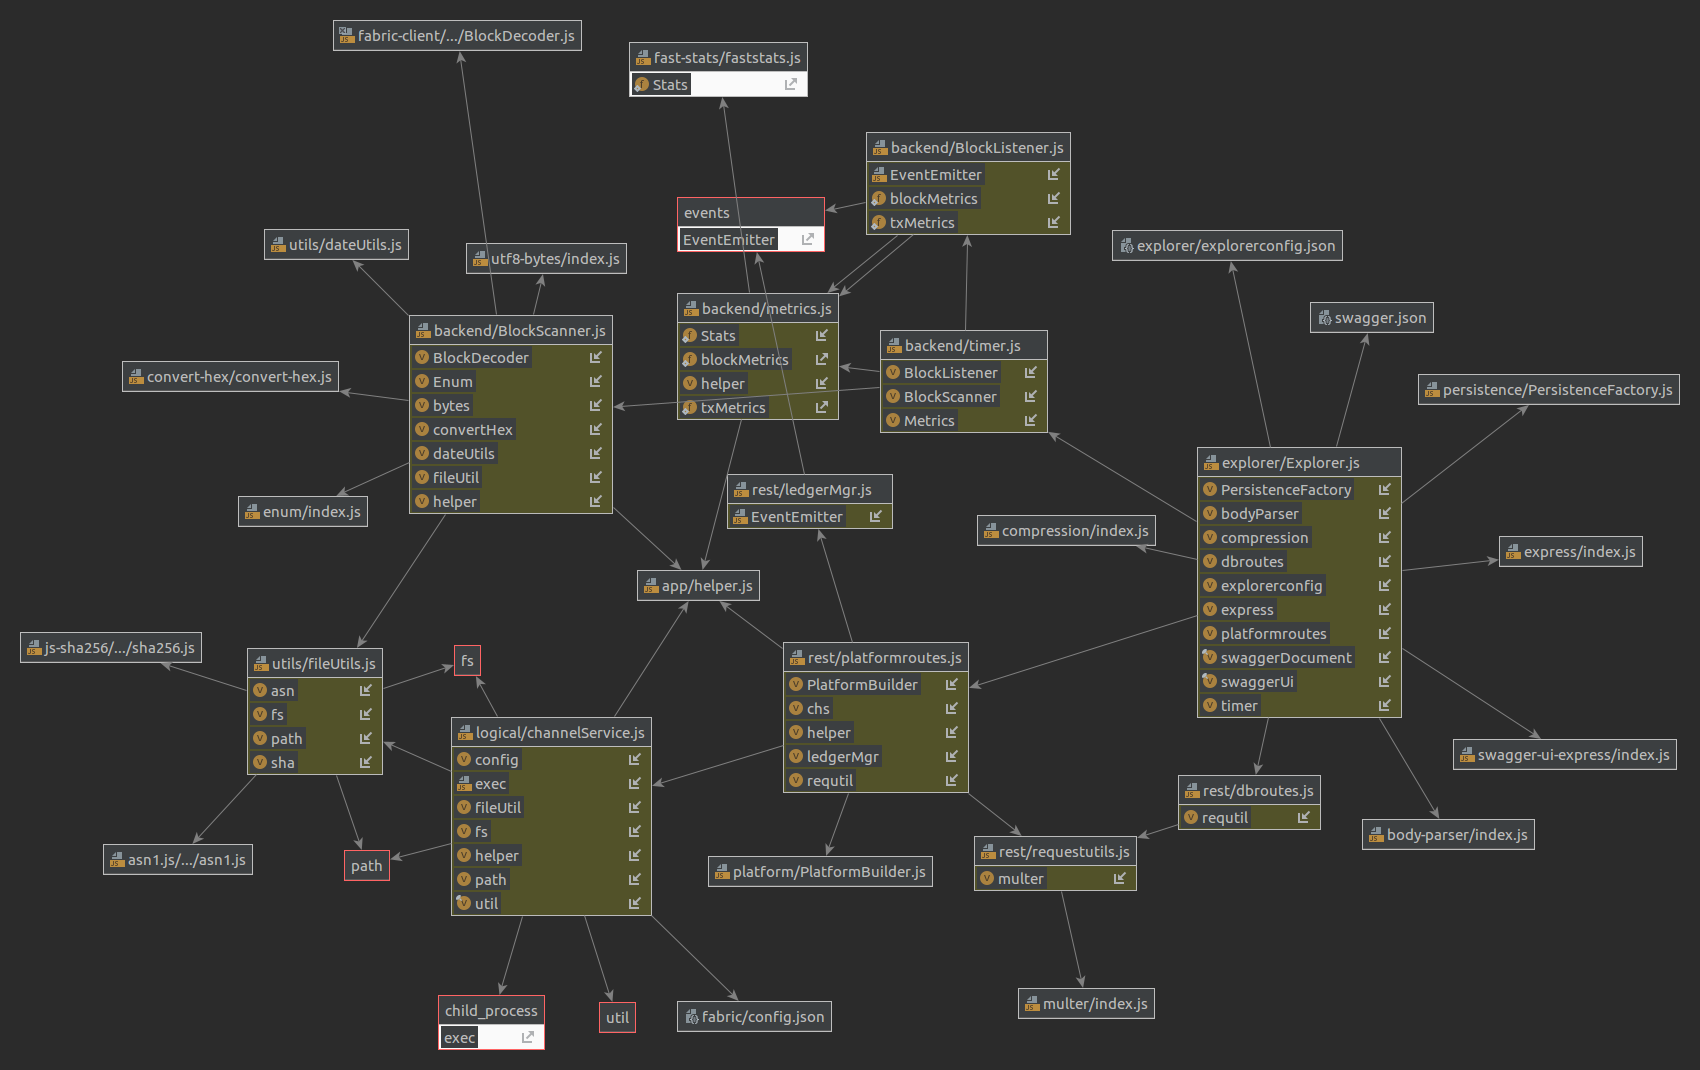 fabric-client/.../BlockDecoder.js
fast-stats/faststats.js
Stats
backend/BlockListener.js
EventEmitter
blockMetrics
txMetrics
events
EventEmitter
utils/dateUtils.js
utf8-bytes/index.js
explorer/explorerconfig.json
swagger.json
backend/metrics.js
Stats
blockMetrics
helper
txMetrics
backend/BlockScanner.js
BlockDecoder
Enum
bytes
convertHex
dateUtils
fileUtil
helper
backend/timer.js
BlockListener
BlockScanner
Metrics
convert-hex/convert-hex.js
persistence/PersistenceFactory.js
explorer/Explorer.js
PersistenceFactory
bodyParser
compression
dbroutes
explorerconfig
express
platformroutes
swaggerDocument
swaggerUi
timer
rest/ledgerMgr.js
EventEmitter
enum/index.js
compression/index.js
express/index.js
app/helper.js
js-sha256/.../sha256.js
utils/fileUtils.js
asn
fs
path
sha
fs
rest/platformroutes.js
PlatformBuilder
chs
helper
ledgerMgr
requtil
logical/channelService.js
config
exec
fileUtil
fs
helper
path
util
swagger-ui-express/index.js
rest/dbroutes.js
requtil
body-parser/index.js
rest/requestutils.js
multer
asn1.js/.../asn1.js
path
platform/PlatformBuilder.js
child_process
exec
util
fabric/config.json
multer/index.js